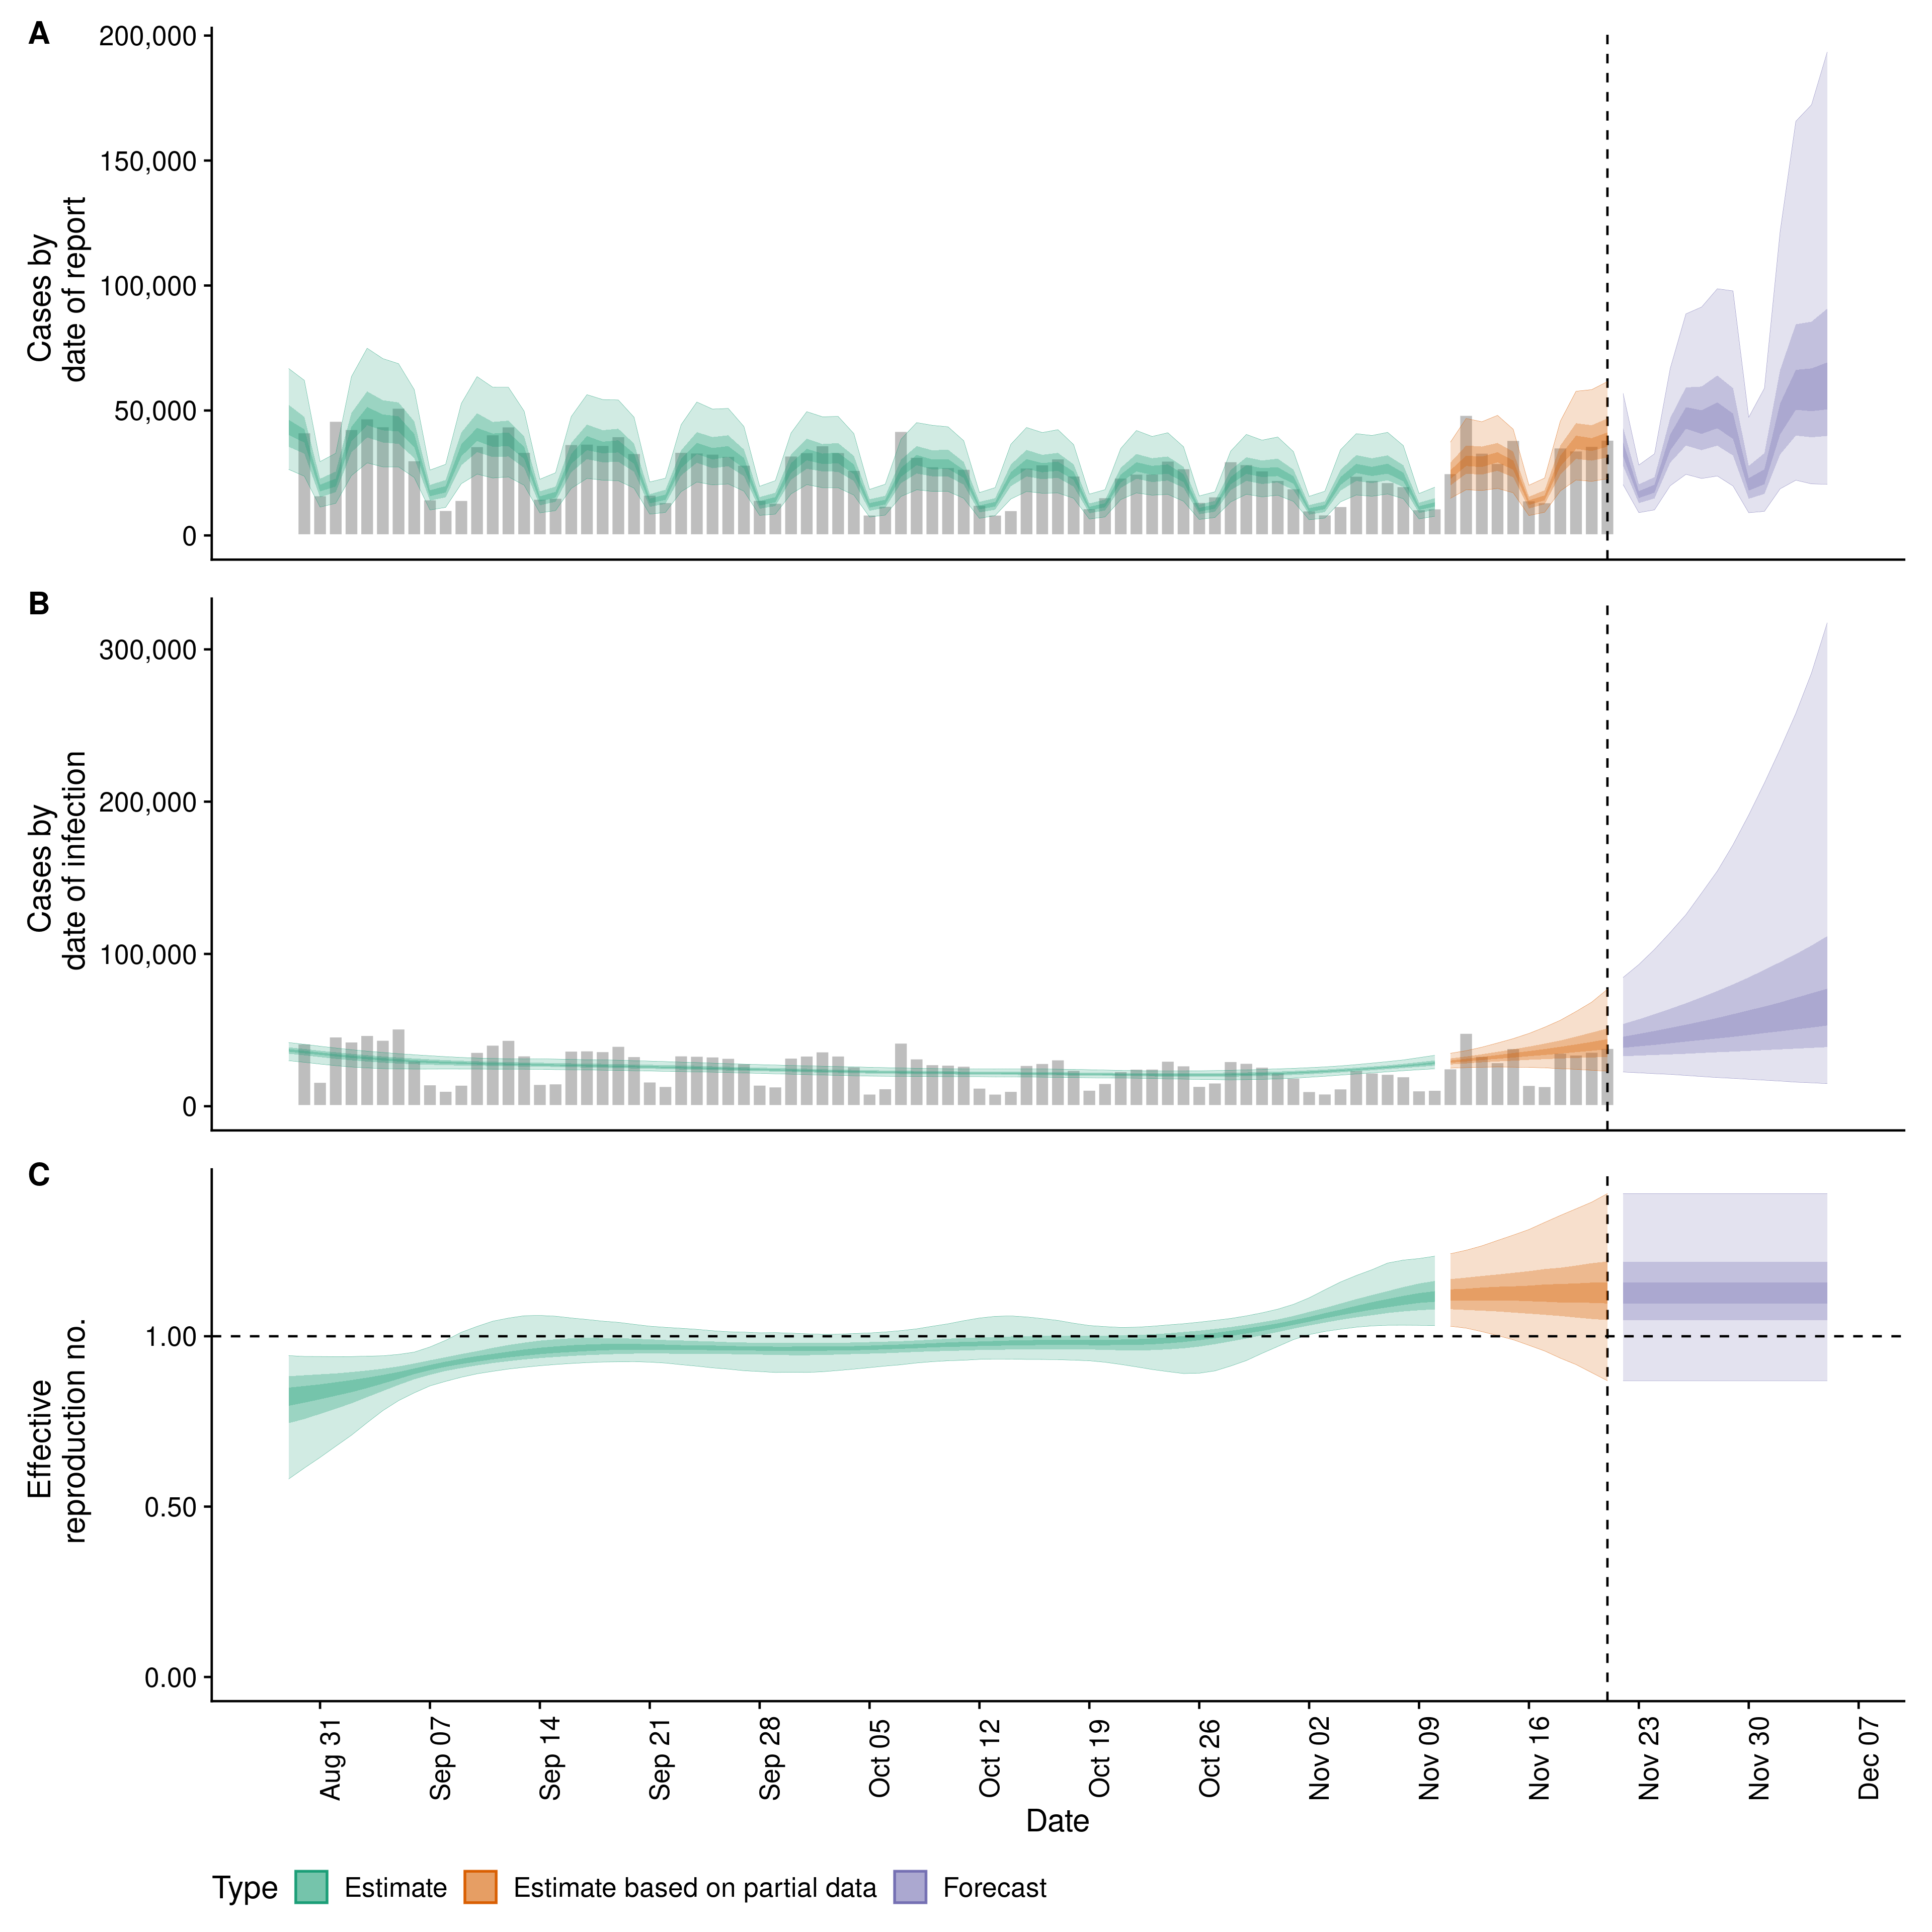 A
200,000
150,000
100,000
50,000
0
Cases by
date of report
B
300,000
200,000
100,000
0
Cases by
date of infection
C
1.00
0.50
0.00
Effective
reproduction no.
Aug 31
Sep 07
Sep 14
Sep 21
Sep 28
Oct 05
Oct 12
Oct 19
Oct 26
Nov 02
Nov 09
Nov 16
Nov 23
Nov 30
Dec 07
Date
Type Estimate Estimate based on partial data Forecast